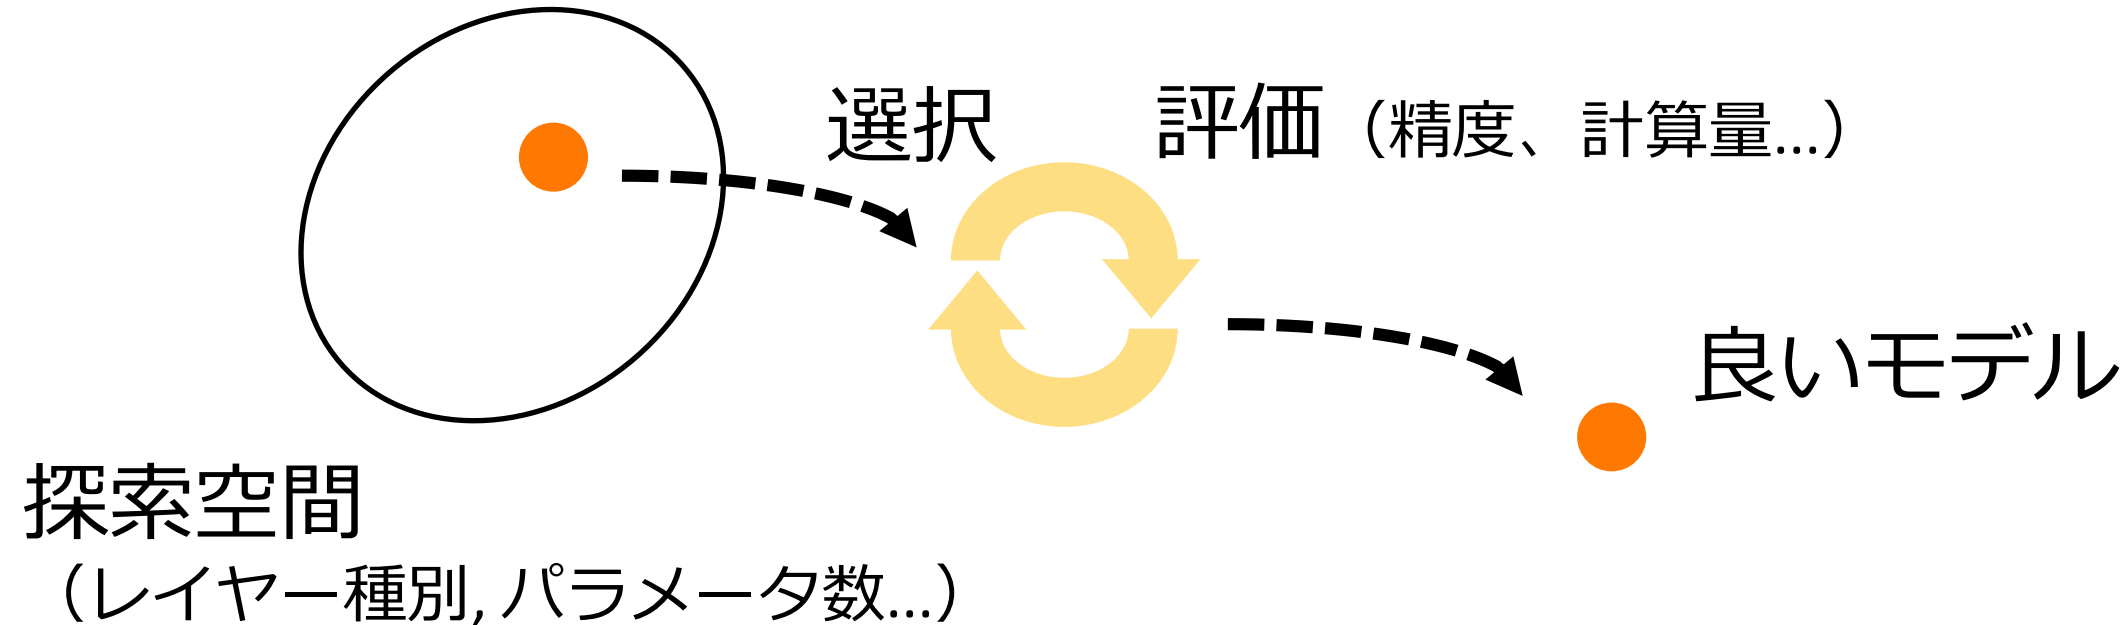 選択
評価（精度、計算量...）
良いモデル
探索空間
（レイヤー種別, パラメータ数...）